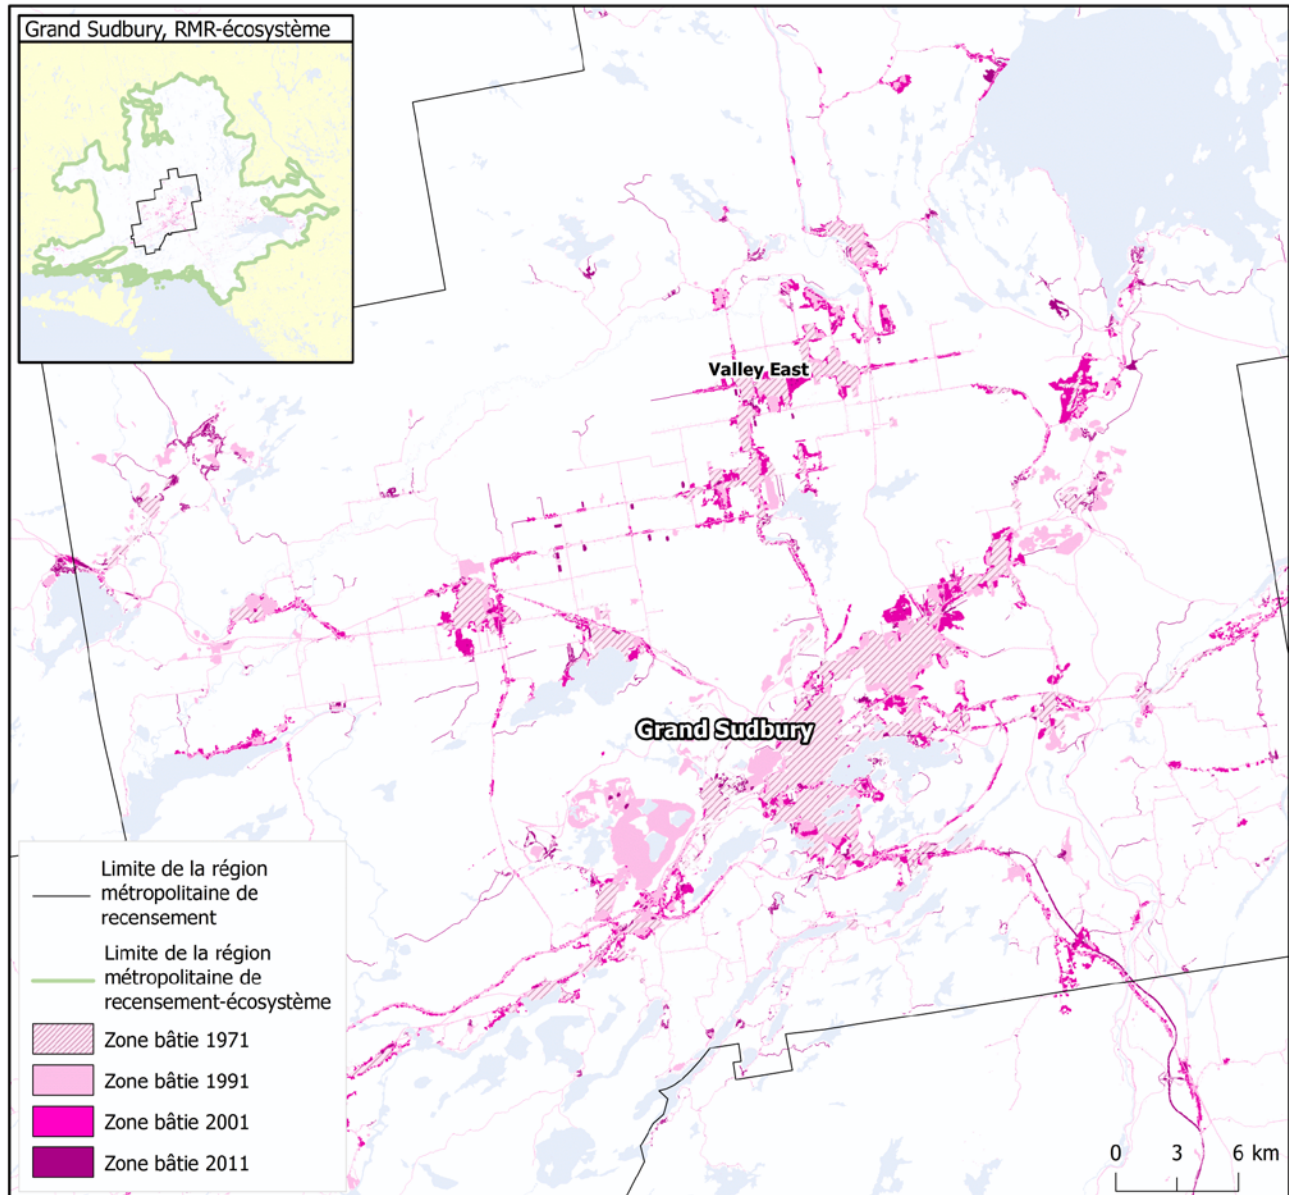 Grand Sudbury, RMR-écosystème
Valley East
Grand Sudbury
Limite de la région
métropolitaine de
recensement
Limite de la région
métropolitaine de
recensement-écosystème
Zone bâtie 1971
Zone bâtie 1991
Zone bâtie 2001
Zone bâtie 2011
0 3 6 km